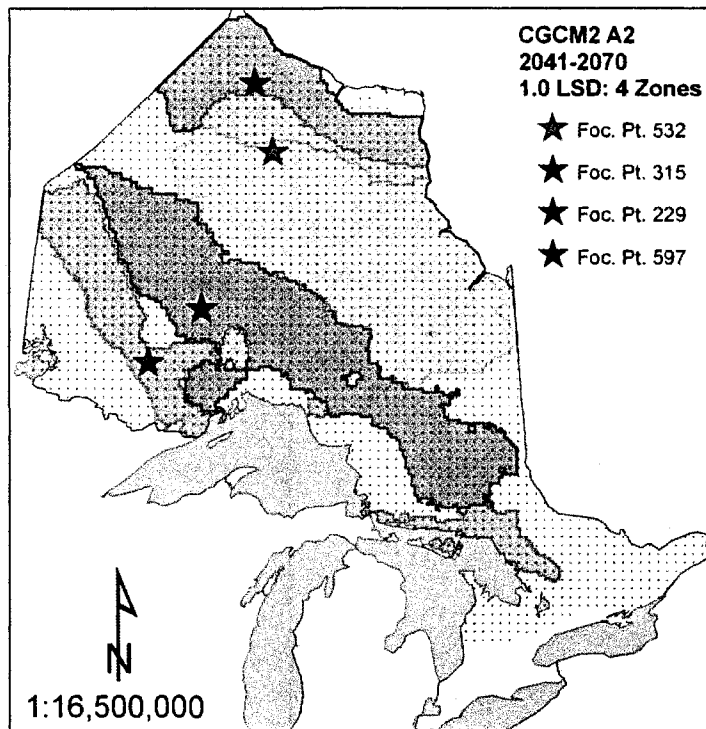 CGCM2 A2
2041-2070
1.0 LSD: 4 Zones
Foc. Pt. 532
Foc. Pt. 315
Foc. Pt. 229
Foc. Pt. 597
N
1:16,500,000